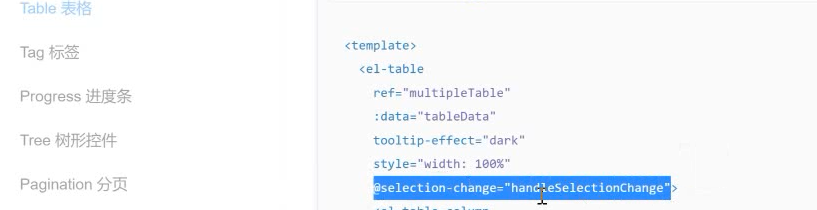 Table 表格
Tag 标签
Progress 进度条
Tree 树形控件
Pagination 分页
<template>
<el-table
ref="multipleTable"
:data="tableData"
tooltip-effect="dark"
style="width: 100%"
@selection-change="handleSelectionChange">